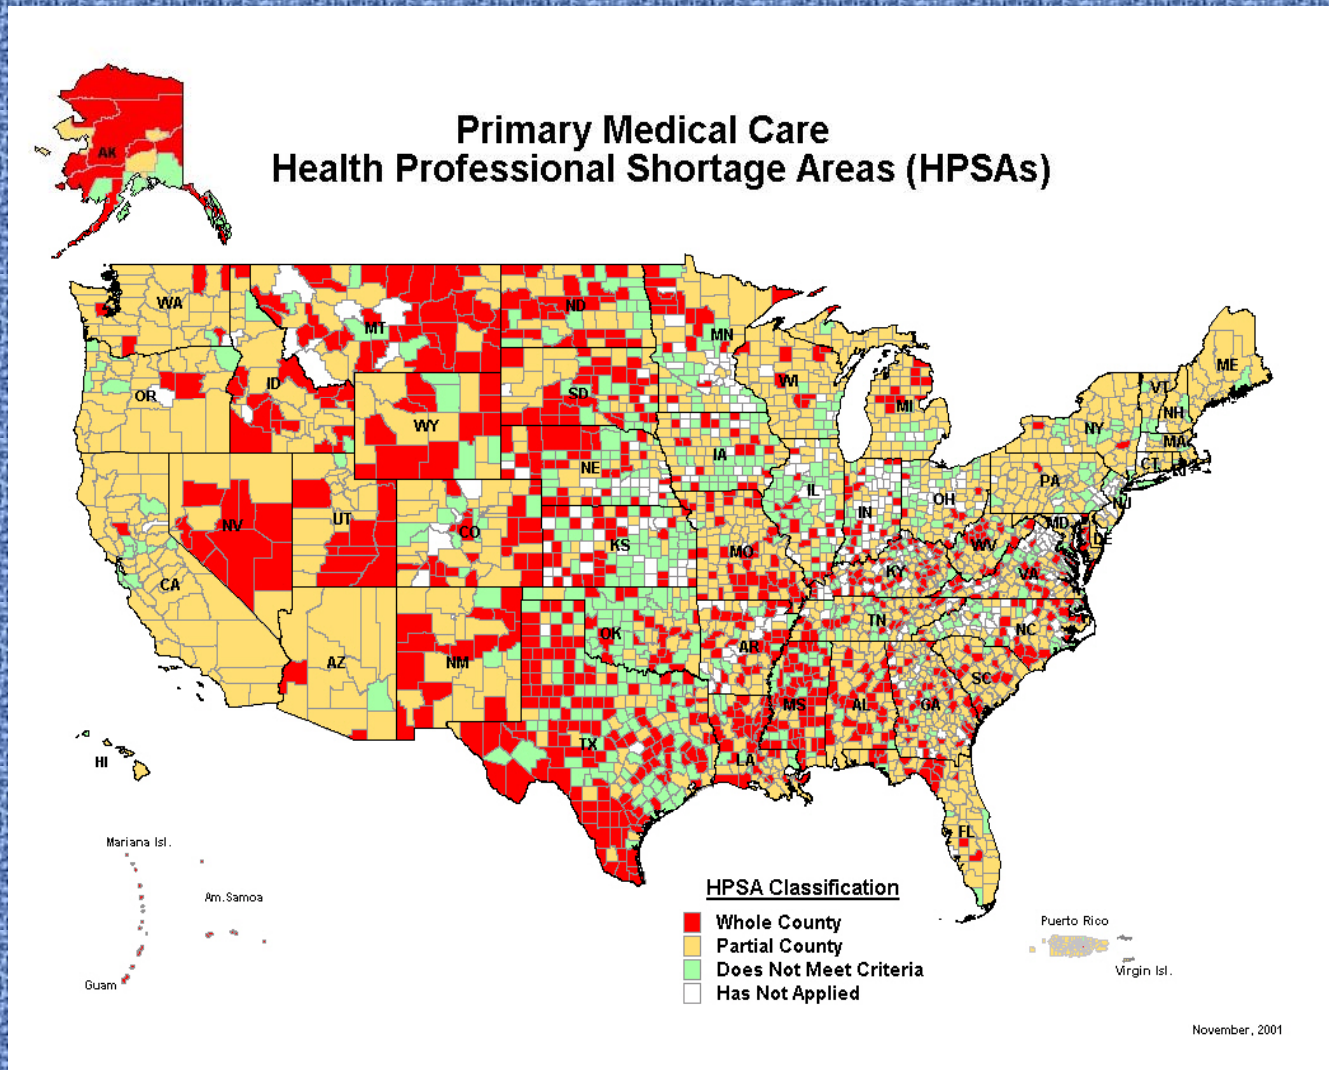 Primary Medical Care
Health Professional Shortage Areas (HPSAs)
AK
WA
MT
ND
MN
ME
OR
ID
SD
WI
MI
VT
NH
WY
NY
MA
IA
NE
PA
CT
RI
NV
UT
CO
IL
IN
OH
NJ
MD
DE
KS
MO
WV
VA
CA
KY
AZ
NM
OK
TN
NC
AR
SC
MS
AL
GA
TX
LA
HI
FL
Mariana Isl.
Am.Samoa
Guam
HPSA Classification
Whole County
Partial County
Does Not Meet Criteria
Has Not Applied
Puerto Rico
Virgin Isl.
November, 2001